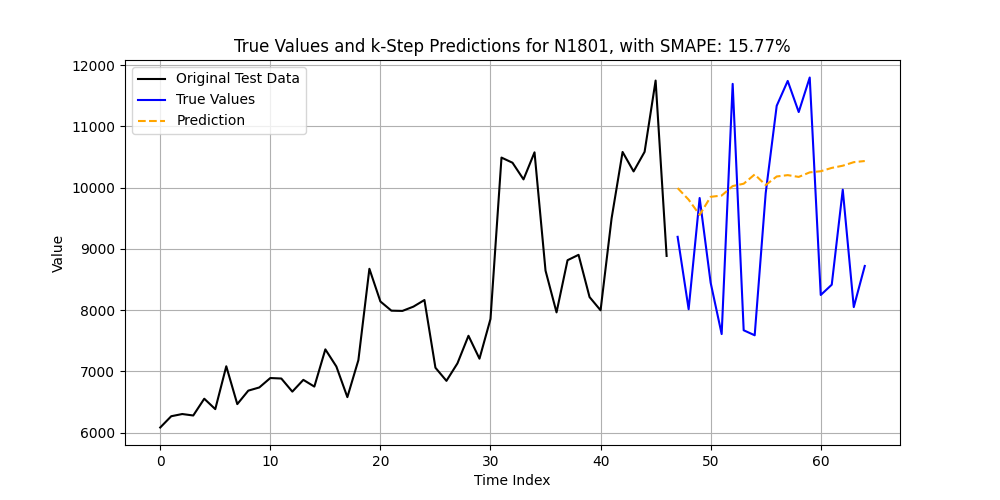 True Values and k-Step Predictions for N1801, with SMAPE: 15.77%
12000
11000
10000
9000
8000
7000
6000
Value
Original Test Data
True Values
Prediction
0 10 20 30 40 50 60
Time Index